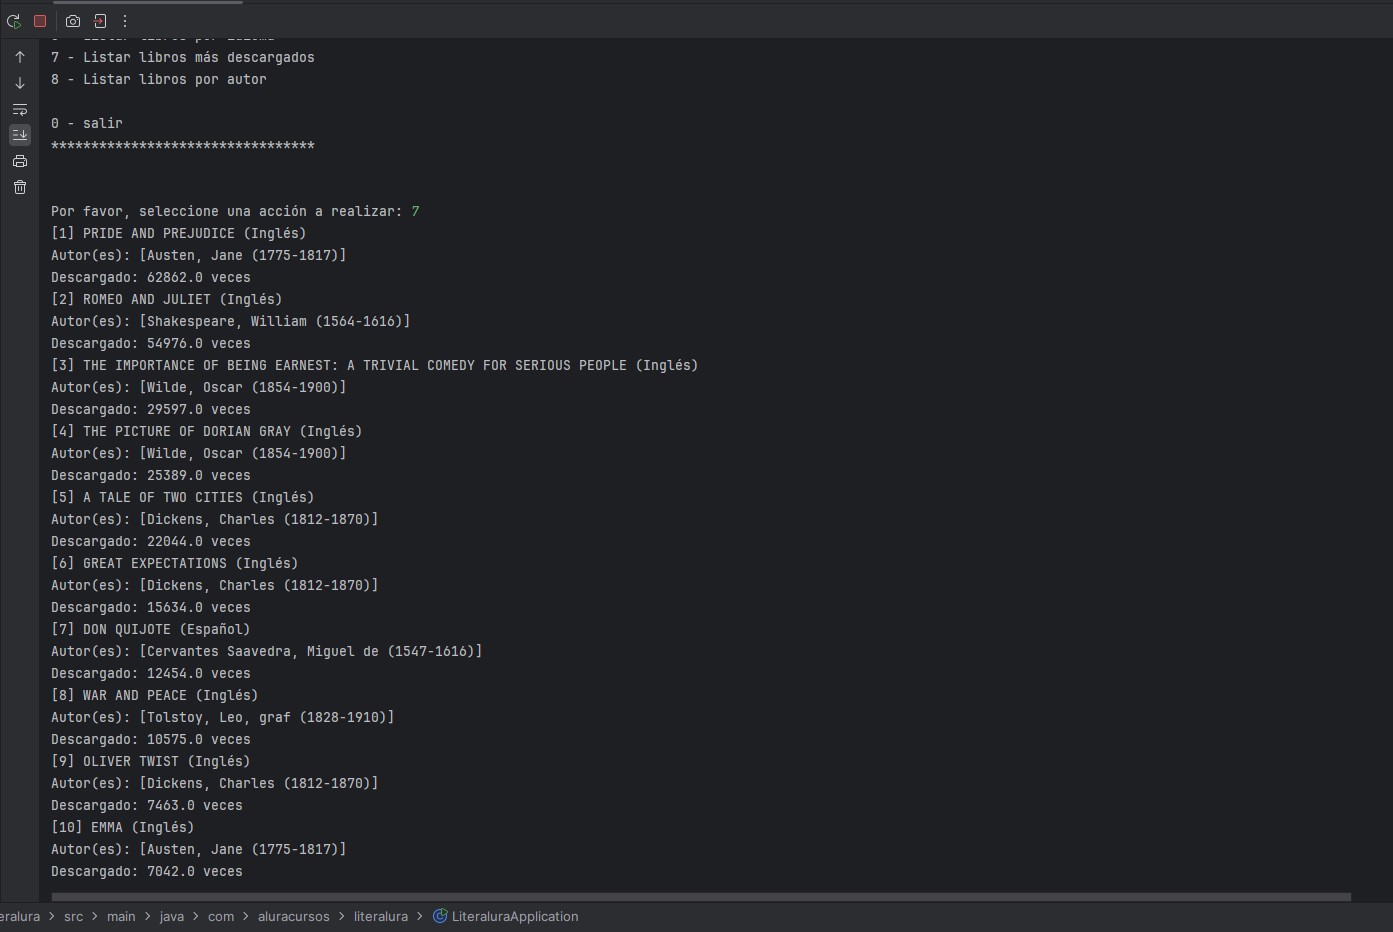 7 - Listar libros más descargados
8 - Listar libros por autor
0 - salir
*********************************
Por favor, seleccione una acción a realizar: 7
[1] PRIDE AND PREJUDICE (Inglés)
Autor(es): [Austen, Jane (1775-1817)]
Descargado: 62862.0 veces
[2] ROMEO AND JULIET (Inglés)
Autor(es): [Shakespeare, William (1564-1616)]
Descargado: 54976.0 veces
[3] THE IMPORTANCE OF BEING EARNEST: A TRIVIAL COMEDY FOR SERIOUS PEOPLE (Inglés)
Autor(es): [Wilde, Oscar (1854-1900)]
Descargado: 29597.0 veces
[4] THE PICTURE OF DORIAN GRAY (Inglés)
Autor(es): [Wilde, Oscar (1854-1900)]
Descargado: 25389.0 veces
[5] A TALE OF TWO CITIES (Inglés)
Autor(es): [Dickens, Charles (1812-1870)]
Descargado: 22044.0 veces
[6] GREAT EXPECTATIONS (Inglés)
Autor(es): [Dickens, Charles (1812-1870)]
Descargado: 15634.0 veces
[7] DON QUIJOTE (Español)
Autor(es): [Cervantes Saavedra, Miguel de (1547-1616)]
Descargado: 12454.0 veces
[8] WAR AND PEACE (Inglés)
Autor(es): [Tolstoy, Leo, graf (1828-1910)]
Descargado: 10575.0 veces
[9] OLIVER TWIST (Inglés)
Autor(es): [Dickens, Charles (1812-1870)]
Descargado: 7463.0 veces
[10] EMMA (Inglés)
Autor(es): [Austen, Jane (1775-1817)]
Descargado: 7042.0 veces
eralura > src > main > java > com > aluracursos > literalura > LiteraluraApplication